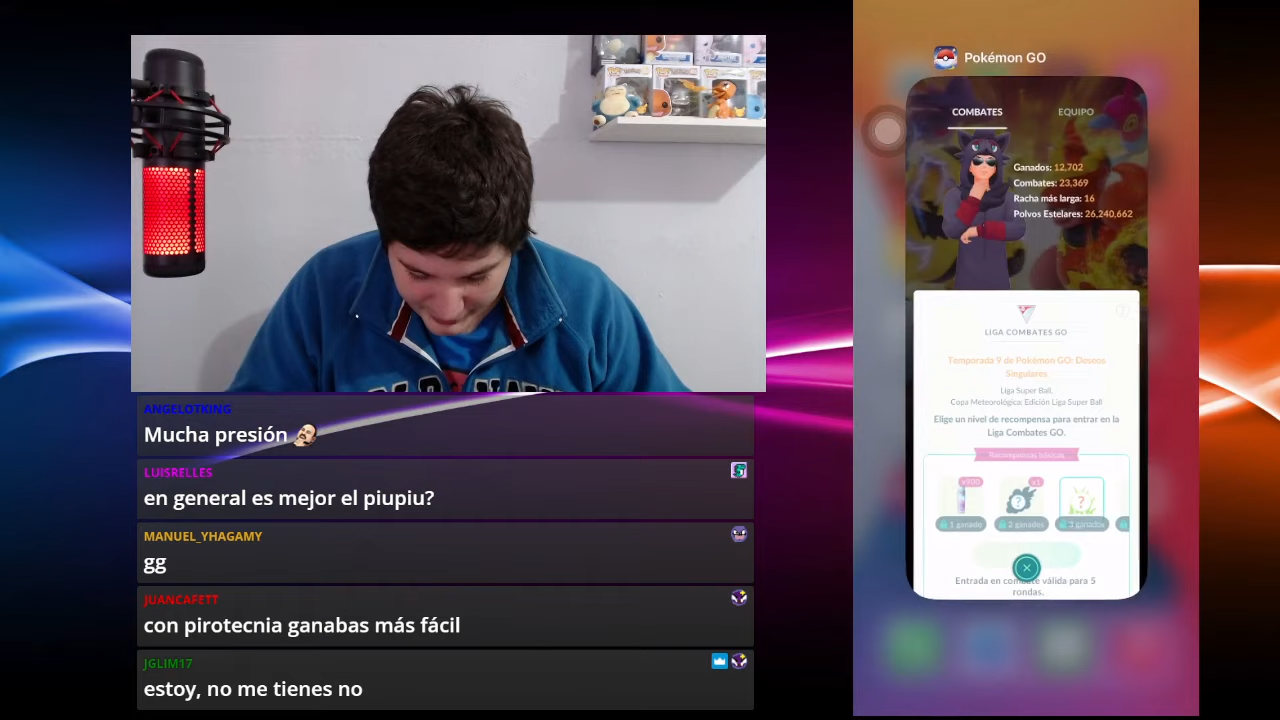 Pokémon GO
COMBATES
EQUIPO
Ganados: 12,702
Combates: 23,369
Racha más larga: 16
Polvos Estelares: 26,240,662
LIGA COMBATES GO
Temporada 9 de Pokémon GO: Deseos
Singulares
Liga Super Ball,
Copa Meteorológica: Edición Liga Super Ball
Elige un nivel de recompensa para entrar en la
Liga Combates GO.
Recompensas básicas
x900
x1
1 ganado
2 ganados
3 ganados
Entrada en combate válida para 5
rondas.
ANGELOTKING
Mucha presión
LUISRELLES
en general es mejor el piupiu?
MANUEL_YHAGAMY
gg
JUANCAFETT
con pirotecnia ganabas más fácil
JGLIM17
estoy, no me tienes no